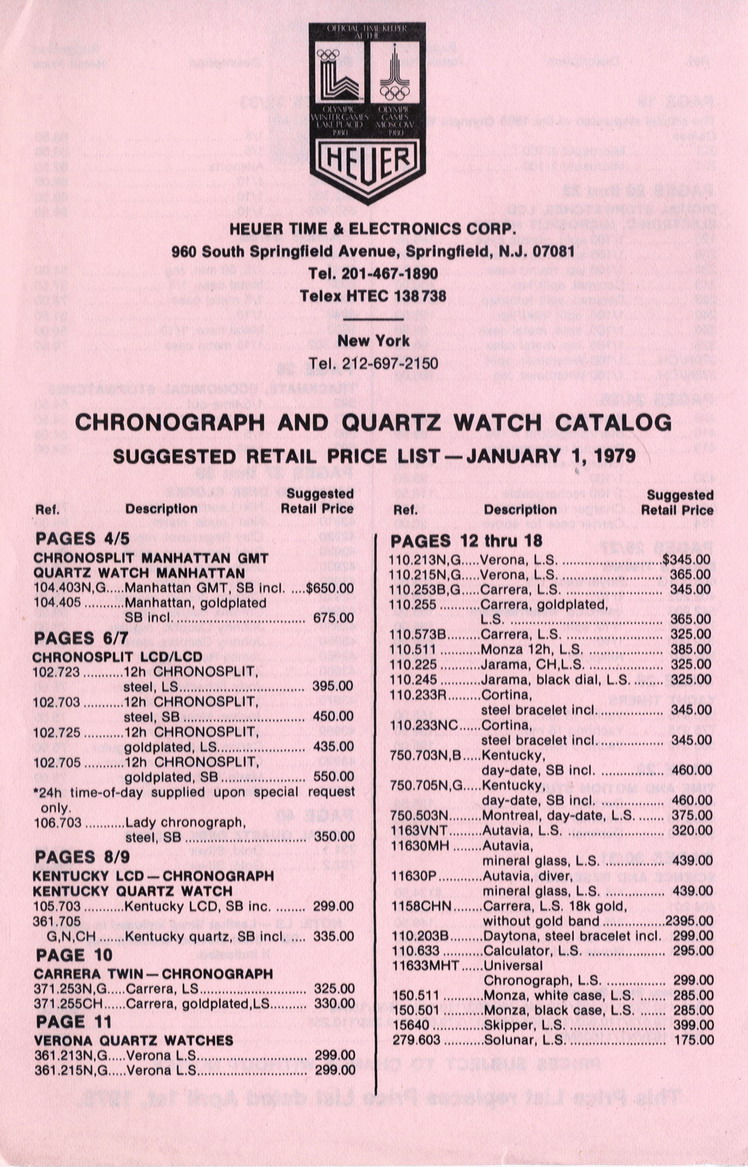 OFFICIAL TIME KEEPER
AT THE
OLYMPIC
WINTER GAMES
LAKE PLACID
1980
OLYMPIC
GAMES
MOSCOW
1980
HEUER
HEUER TIME & ELECTRONICS CORP.
960 South Springfield Avenue, Springfield, N.J. 07081
Tel. 201-467-1890
Telex HTEC 138738
New York
Tel. 212-697-2150
CHRONOGRAPH AND QUARTZ WATCH CATALOG
SUGGESTED RETAIL PRICE LIST—JANUARY 1, 1979
Suggested
Ref. Description Retail Price
PAGES 4/5
CHRONOSPLIT MANHATTAN GMT
QUARTZ WATCH MANHATTAN
104.403N,G.....Manhattan GMT, SB incl. ....$650.00
104.405 ..........Manhattan, goldplated
SB incl. ................................ 675.00
PAGES 6/7
CHRONOSPLIT LCD/LCD
102.723 ..........12h CHRONOSPLIT,
steel, LS............................... 395.00
102.703 ..........12h CHRONOSPLIT,
steel, SB .............................. 450.00
102.725 ..........12h CHRONOSPLIT,
goldplated, LS...................... 435.00
102.705 ..........12h CHRONOSPLIT,
goldplated, SB..................... 550.00
*24h time-of-day supplied upon special request
only.
106.703 ..........Lady chronograph,
steel, SB .............................. 350.00
PAGES 8/9
KENTUCKY LCD—CHRONOGRAPH
KENTUCKY QUARTZ WATCH
105.703 ..........Kentucky LCD, SB inc. ....... 299.00
361.705
G,N,CH ......Kentucky quartz, SB incl..... 335.00
PAGE 10
CARRERA TWIN—CHRONOGRAPH
371.253N,G.....Carrera, LS........................... 325.00
371.255CH......Carrera, goldplated,LS........ 330.00
PAGE 11
VERONA QUARTZ WATCHES
361.213N,G.....Verona L.S............................ 299.00
361.215N,G.....Verona L.S............................ 299.00
Suggested
Ref. Description Retail Price
PAGES 12 thru 18
110.213N,G.....Verona, L.S. .........................$345.00
110.215N,G.....Verona, L.S. ......................... 365.00
110.253B,G.....Carrera, L.S. ........................ 345.00
110.255 ..........Carrera, goldplated,
L.S. ...................................... 365.00
110.573B.........Carrera, L.S. ........................ 325.00
110.511 ..........Monza 12h, L.S. ................... 385.00
110.225 ..........Jarama, CH,L.S. ................... 325.00
110.245 ..........Jarama, black dial, L.S. ....... 325.00
110.233R.........Cortina,
steel bracelet incl................ 345.00
110.233NC......Cortina,
steel bracelet incl................ 345.00
750.703N,B.....Kentucky,
day-date, SB incl. ................ 460.00
750.705N,G.....Kentucky,
day-date, SB incl. ................ 460.00
750.503N.........Montreal, day-date, L.S. ..... 375.00
1163VNT.........Autavia, L.S. ........................ 320.00
11630MH ........Autavia,
mineral glass, L.S. .............. 439.00
11630P............Autavia, diver,
mineral glass, L.S. .............. 439.00
1158CHN........Carrera, L.S. 18k gold,
without gold band ...............2395.00
110.203B.........Daytona, steel bracelet incl. 299.00
110.633 ..........Calculator, L.S. .................... 295.00
11633MHT......Universal
Chronograph, L.S. ............... 299.00
150.511 ..........Monza, white case, L.S. ...... 285.00
150.501 ..........Monza, black case, L.S. ...... 285.00
15640 .............Skipper, L.S. ........................ 399.00
279.603 ..........Solunar, L.S. ........................ 175.00